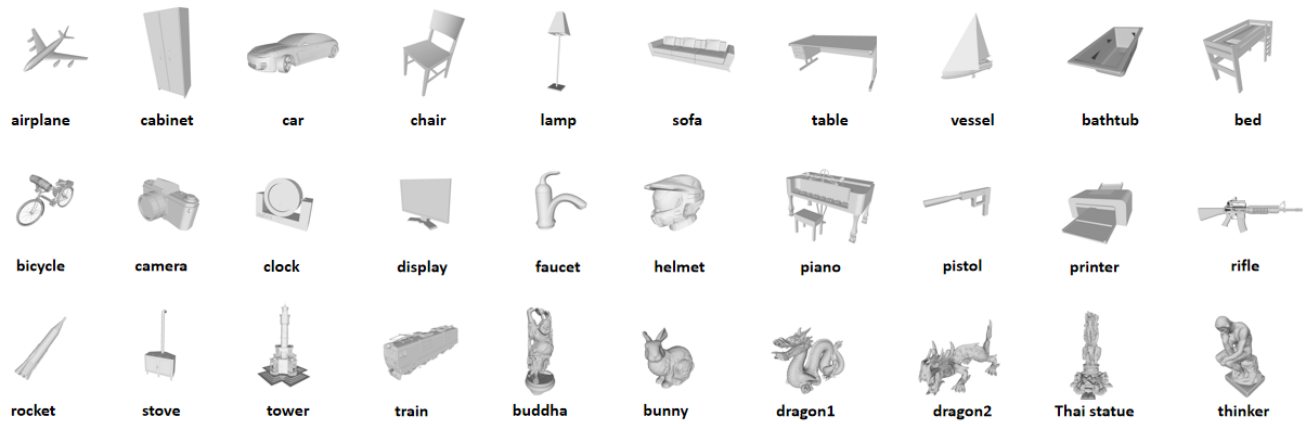 airplane cabinet car chair lamp sofa table vessel bathtub bed
bicycle camera clock display faucet helmet piano pistol printer rifle
rocket stove tower train buddha bunny dragon1 dragon2 Thai statue thinker